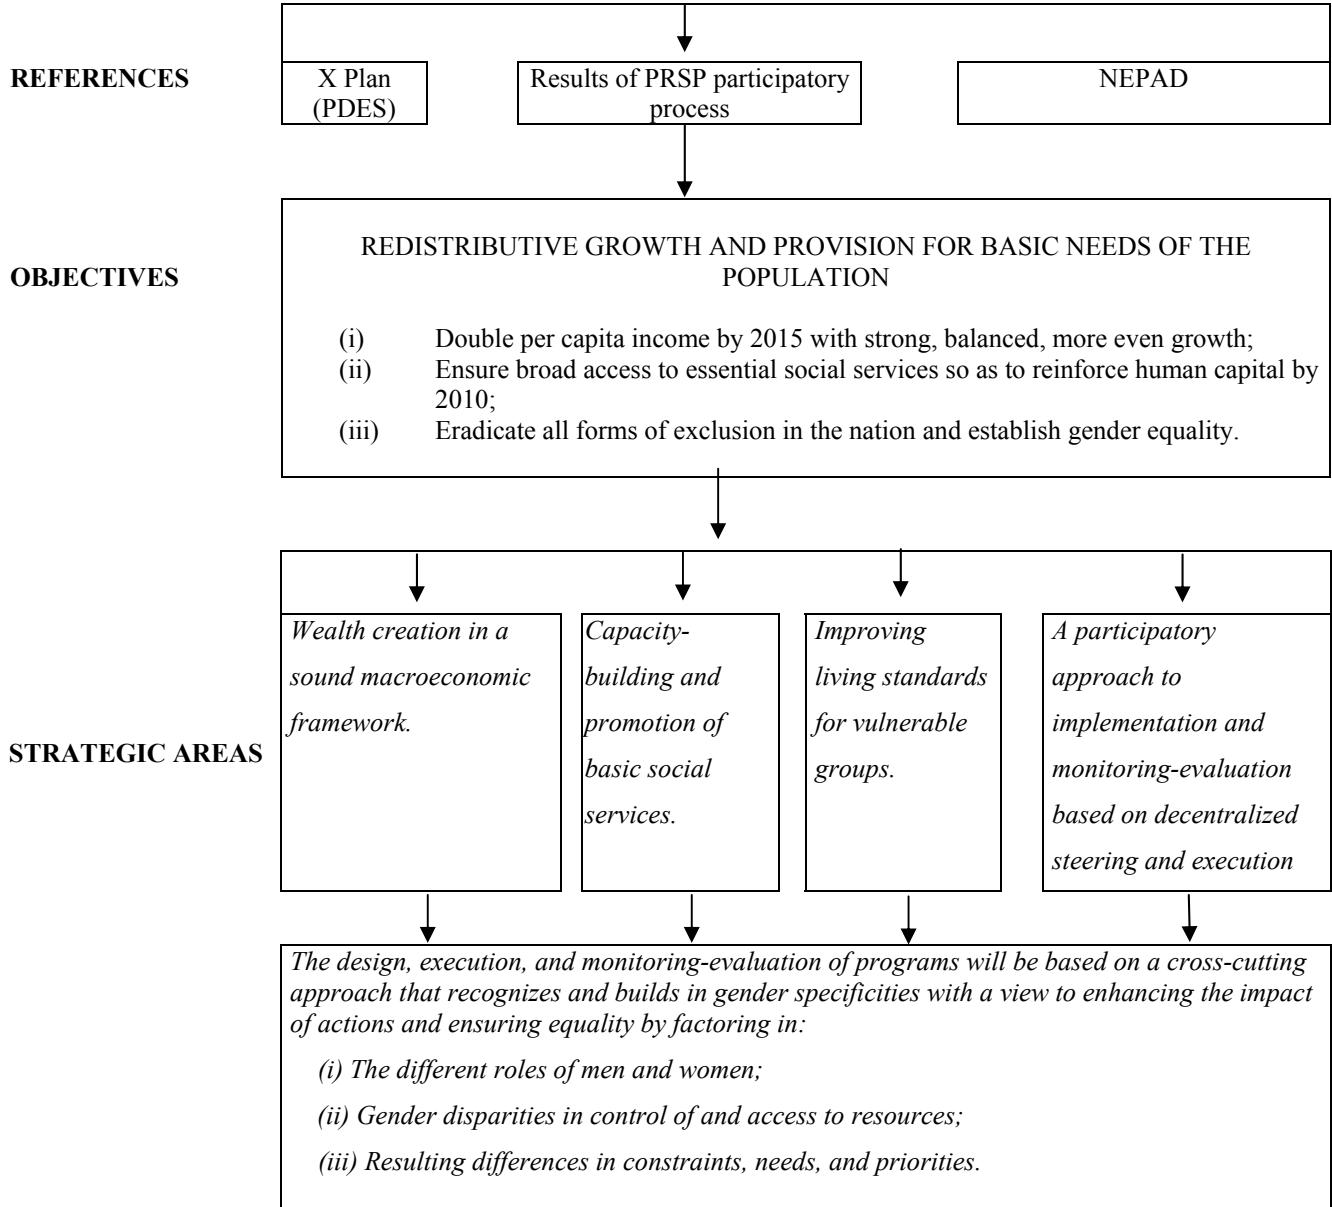 REFERENCES
X Plan
(PDES)
Results of PRSP participatory
process
NEPAD
OBJECTIVES
REDISTRIBUTIVE GROWTH AND PROVISION FOR BASIC NEEDS OF THE
POPULATION
(i) Double per capita income by 2015 with strong, balanced, more even growth;
(ii) Ensure broad access to essential social services so as to reinforce human capital by
2010;
(iii) Eradicate all forms of exclusion in the nation and establish gender equality.
STRATEGIC AREAS
Wealth creation in a
sound macroeconomic
framework.
Capacity-
building and
promotion of
basic social
services.
Improving
living standards
for vulnerable
groups.
A participatory
approach to
implementation and
monitoring-evaluation
based on decentralized
steering and execution
The design, execution, and monitoring-evaluation of programs will be based on a cross-cutting
approach that recognizes and builds in gender specificities with a view to enhancing the impact
of actions and ensuring equality by factoring in:
(i) The different roles of men and women;
(ii) Gender disparities in control of and access to resources;
(iii) Resulting differences in constraints, needs, and priorities.